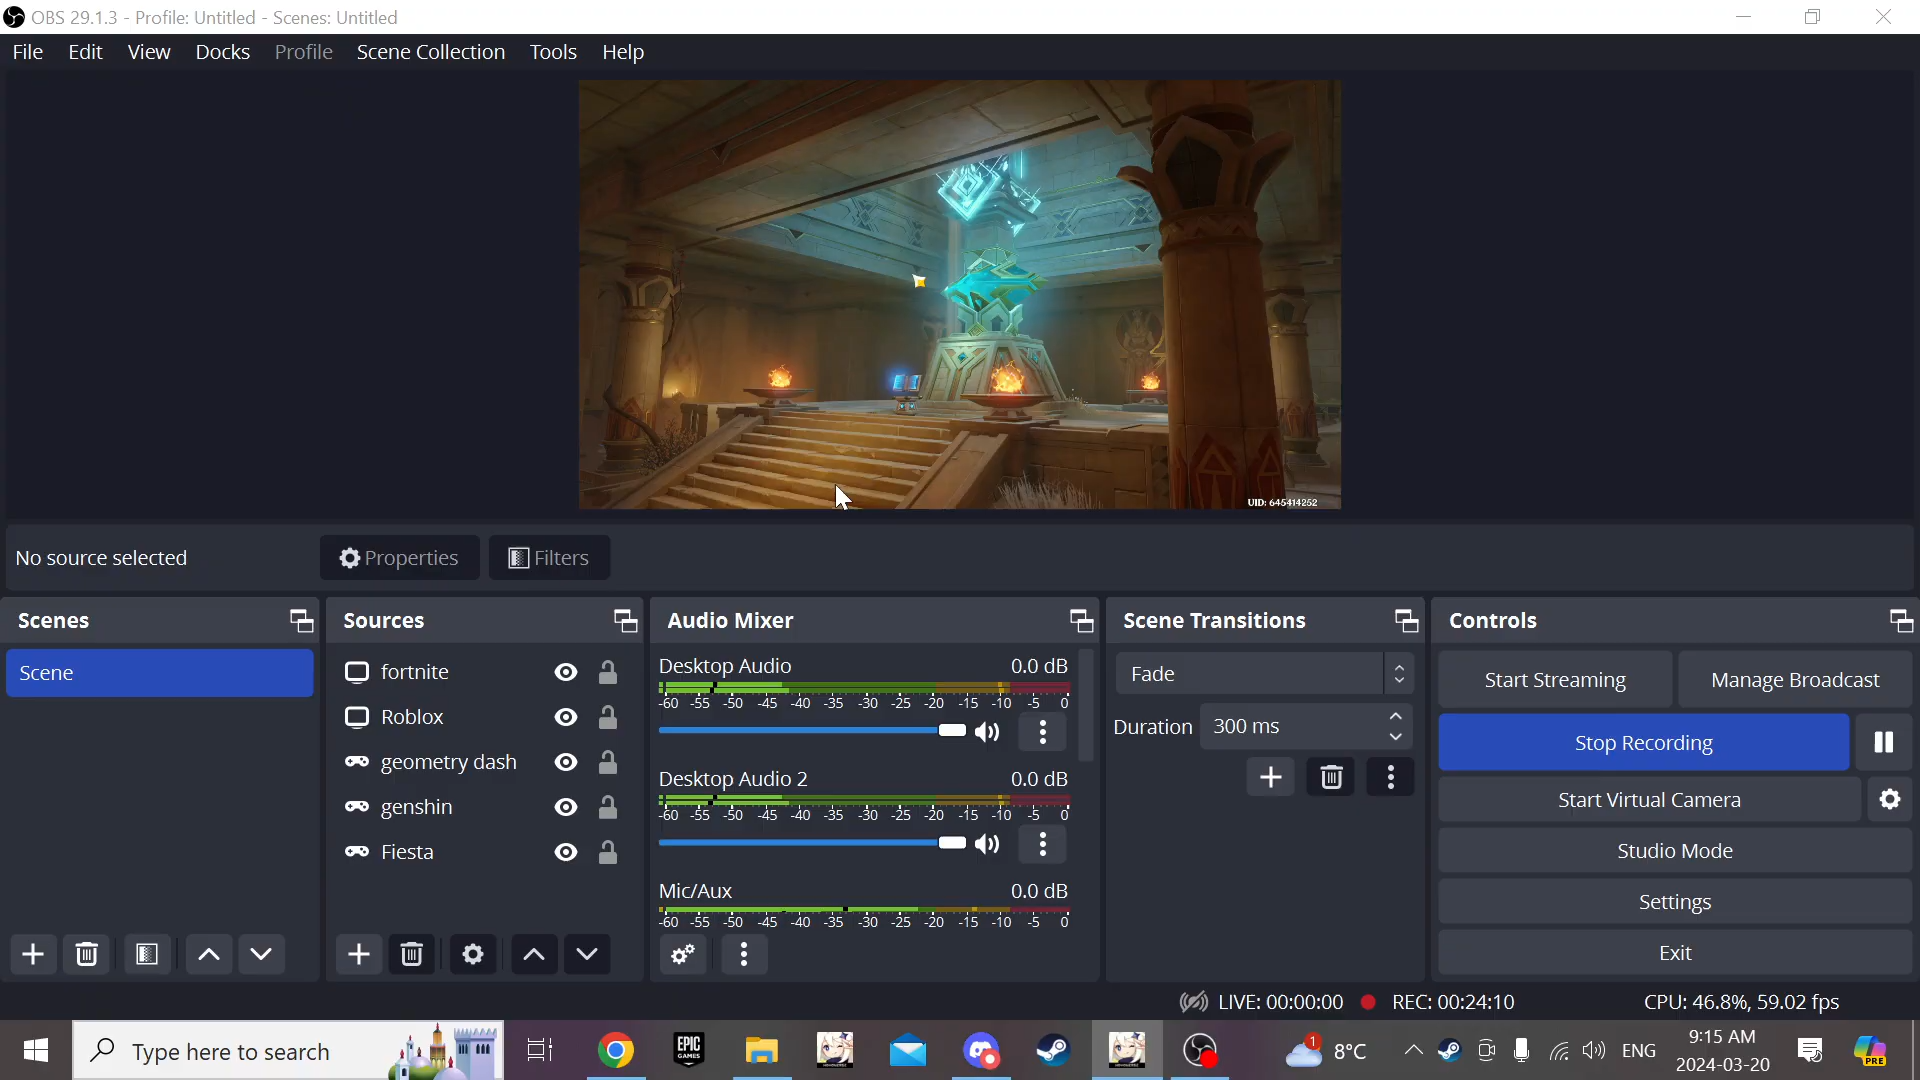 OBS 29.1.3 - Profile: Untitled - Scenes: Untitled
File Edit View Docks Profile Scene Collection Tools Help
UID: 645414252
No source selected Properties Filters
Scenes
Scene
Sources
fortnite
Roblox
geometry dash
genshin
Fiesta
Audio Mixer
Desktop Audio 0.0 dB
-60 -55 -50 -45 -40 -35 -30 -25 -20 -15 -10 -5 0
Desktop Audio 2 0.0 dB
-60 -55 -50 -45 -40 -35 -30 -25 -20 -15 -10 -5 0
Mic/Aux 0.0 dB
-60 -55 -50 -45 -40 -35 -30 -25 -20 -15 -10 -5 0
Scene Transitions
Fade
Duration 300 ms
Controls
Start Streaming Manage Broadcast
Stop Recording
Start Virtual Camera
Studio Mode
Settings
Exit
LIVE: 00:00:00 REC: 00:24:10 CPU: 46.8%, 59.02 fps
Type here to search
EPIC
GAMES
1
8°C
ENG
9:15 AM
2024-03-20
PRE